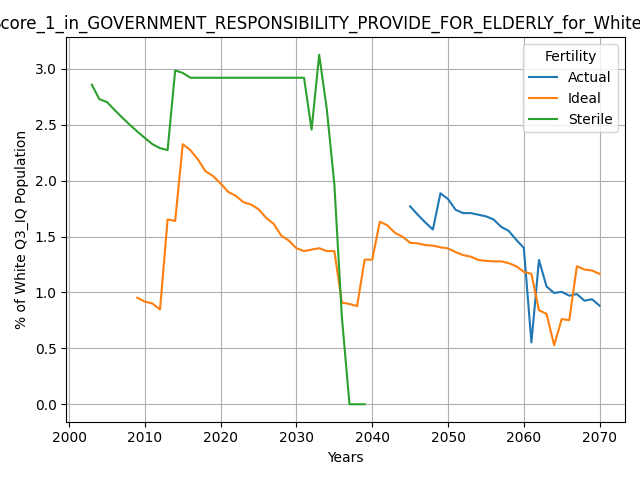 core_1_in_GOVERNMENT_RESPONSIBILITY_PROVIDE_FOR_ELDERLY_for_White
Fertility
Actual
Ideal
Sterile
% of White Q3_IQ Population
3.0
2.5
2.0
1.5
1.0
0.5
0.0
2000 2010 2020 2030 2040 2050 2060 2070
Years